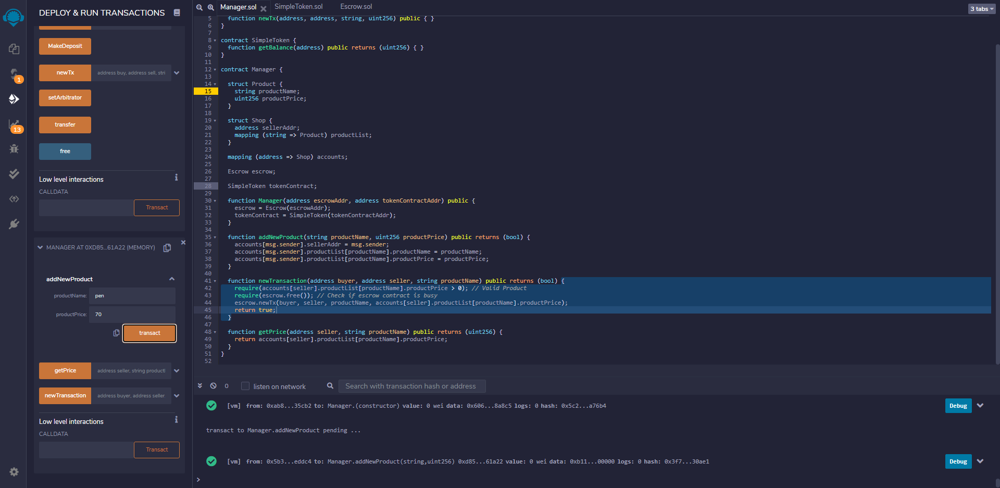 DEPLOY & RUN TRANSACTIONS
MakeDeposit
newTx address buy, address sell, stri
setArbitrator
transfer
free
Low level interactions
CALLDATA
Transact
MANAGER AT 0XD85...61A22 (MEMORY)
addNewProduct
productName: pen
productPrice: 70
transact
getPrice address seller, string productI
newTransaction address buyer, address seller
Low level interactions
CALLDATA
Transact
1
13
Manager.sol SimpleToken.sol Escrow.sol
3 tabs
5 function newTx(address, address, string, uint256) public { }
6 }
7
8 contract SimpleToken {
9 function getBalance(address) public returns (uint256) { }
10 }
11
12 contract Manager {
13
14 struct Product {
15 string productName;
16 uint256 productPrice;
17 }
18
19 struct Shop {
20 address sellerAddr;
21 mapping (string => Product) productList;
22 }
23
24 mapping (address => Shop) accounts;
25
26 Escrow escrow;
27
28 SimpleToken tokenContract;
29
30 function Manager(address escrowAddr, address tokenContractAddr) public {
31 escrow = Escrow(escrowAddr);
32 tokenContract = SimpleToken(tokenContractAddr);
33 }
34
35 function addNewProduct(string productName, uint256 productPrice) public returns (bool) {
36 accounts[msg.sender].sellerAddr = msg.sender;
37 accounts[msg.sender].productList[productName].productName = productName;
38 accounts[msg.sender].productList[productName].productPrice = productPrice;
39 }
40
41 function newTransaction(address buyer, address seller, string productName) public returns (bool) {
42 require(accounts[seller].productList[productName].productPrice > 0); // Valid Product
43 require(escrow.free()); // Check if escrow contract is busy
44 escrow.newTx(buyer, seller, productName, accounts[seller].productList[productName].productPrice);
45 return true;
46 }
47
48 function getPrice(address seller, string productName) public returns (uint256) {
49 return accounts[seller].productList[productName].productPrice;
50 }
51 }
52
0 listen on network Search with transaction hash or address
[vm] from: 0xab8...35cb2 to: Manager.(constructor) value: 0 wei data: 0x606...8a8c5 logs: 0 hash: 0x5c2...a76b4 Debug
transact to Manager.addNewProduct pending ...
[vm] from: 0x5b3...eddc4 to: Manager.addNewProduct(string,uint256) 0xd85...61a22 value: 0 wei data: 0xb11...00000 logs: 0 hash: 0x3f7...30ae1 Debug
>